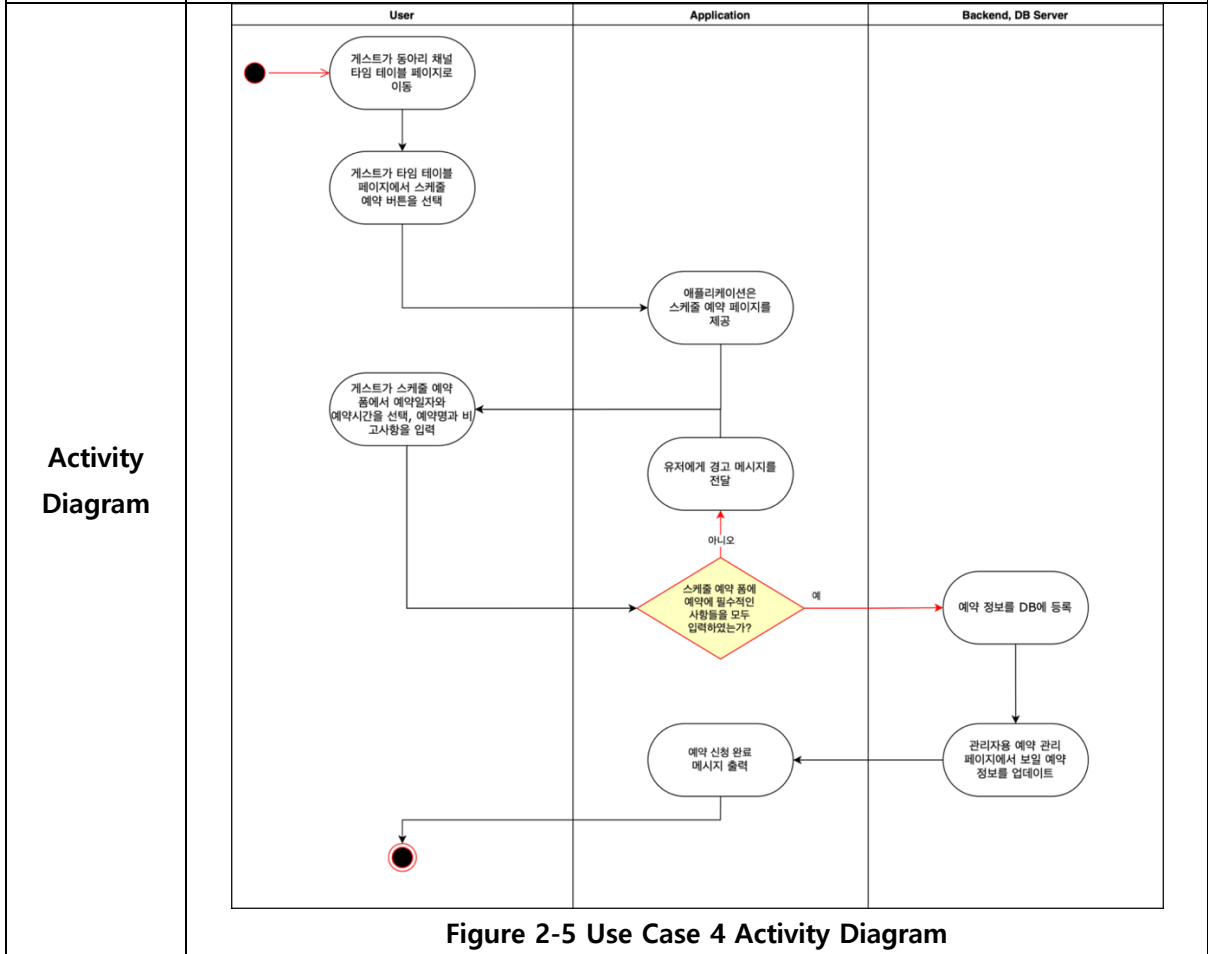 User
Application
Backend, DB Server
게스트가 동아리 채널
타임 테이블 페이지로
이동
게스트가 타임 테이블
페이지에서 스케줄
예약 버튼을 선택
애플리케이션은
스케줄 예약 페이지를
제공
게스트가 스케줄 예약
폼에서 예약일자와
예약시간을 선택, 예약명과 비
고사항을 입력
유저에게 경고 메시지를
전달
아니오
스케줄 예약 폼에
예약에 필수적인
사항들을 모두
입력하였는가?
예
예약 정보를 DB에 등록
관리자용 예약 관리
페이지에서 보일 예약
정보를 업데이트
예약 신청 완료
메시지 출력
Activity
Diagram
Figure 2-5 Use Case 4 Activity Diagram